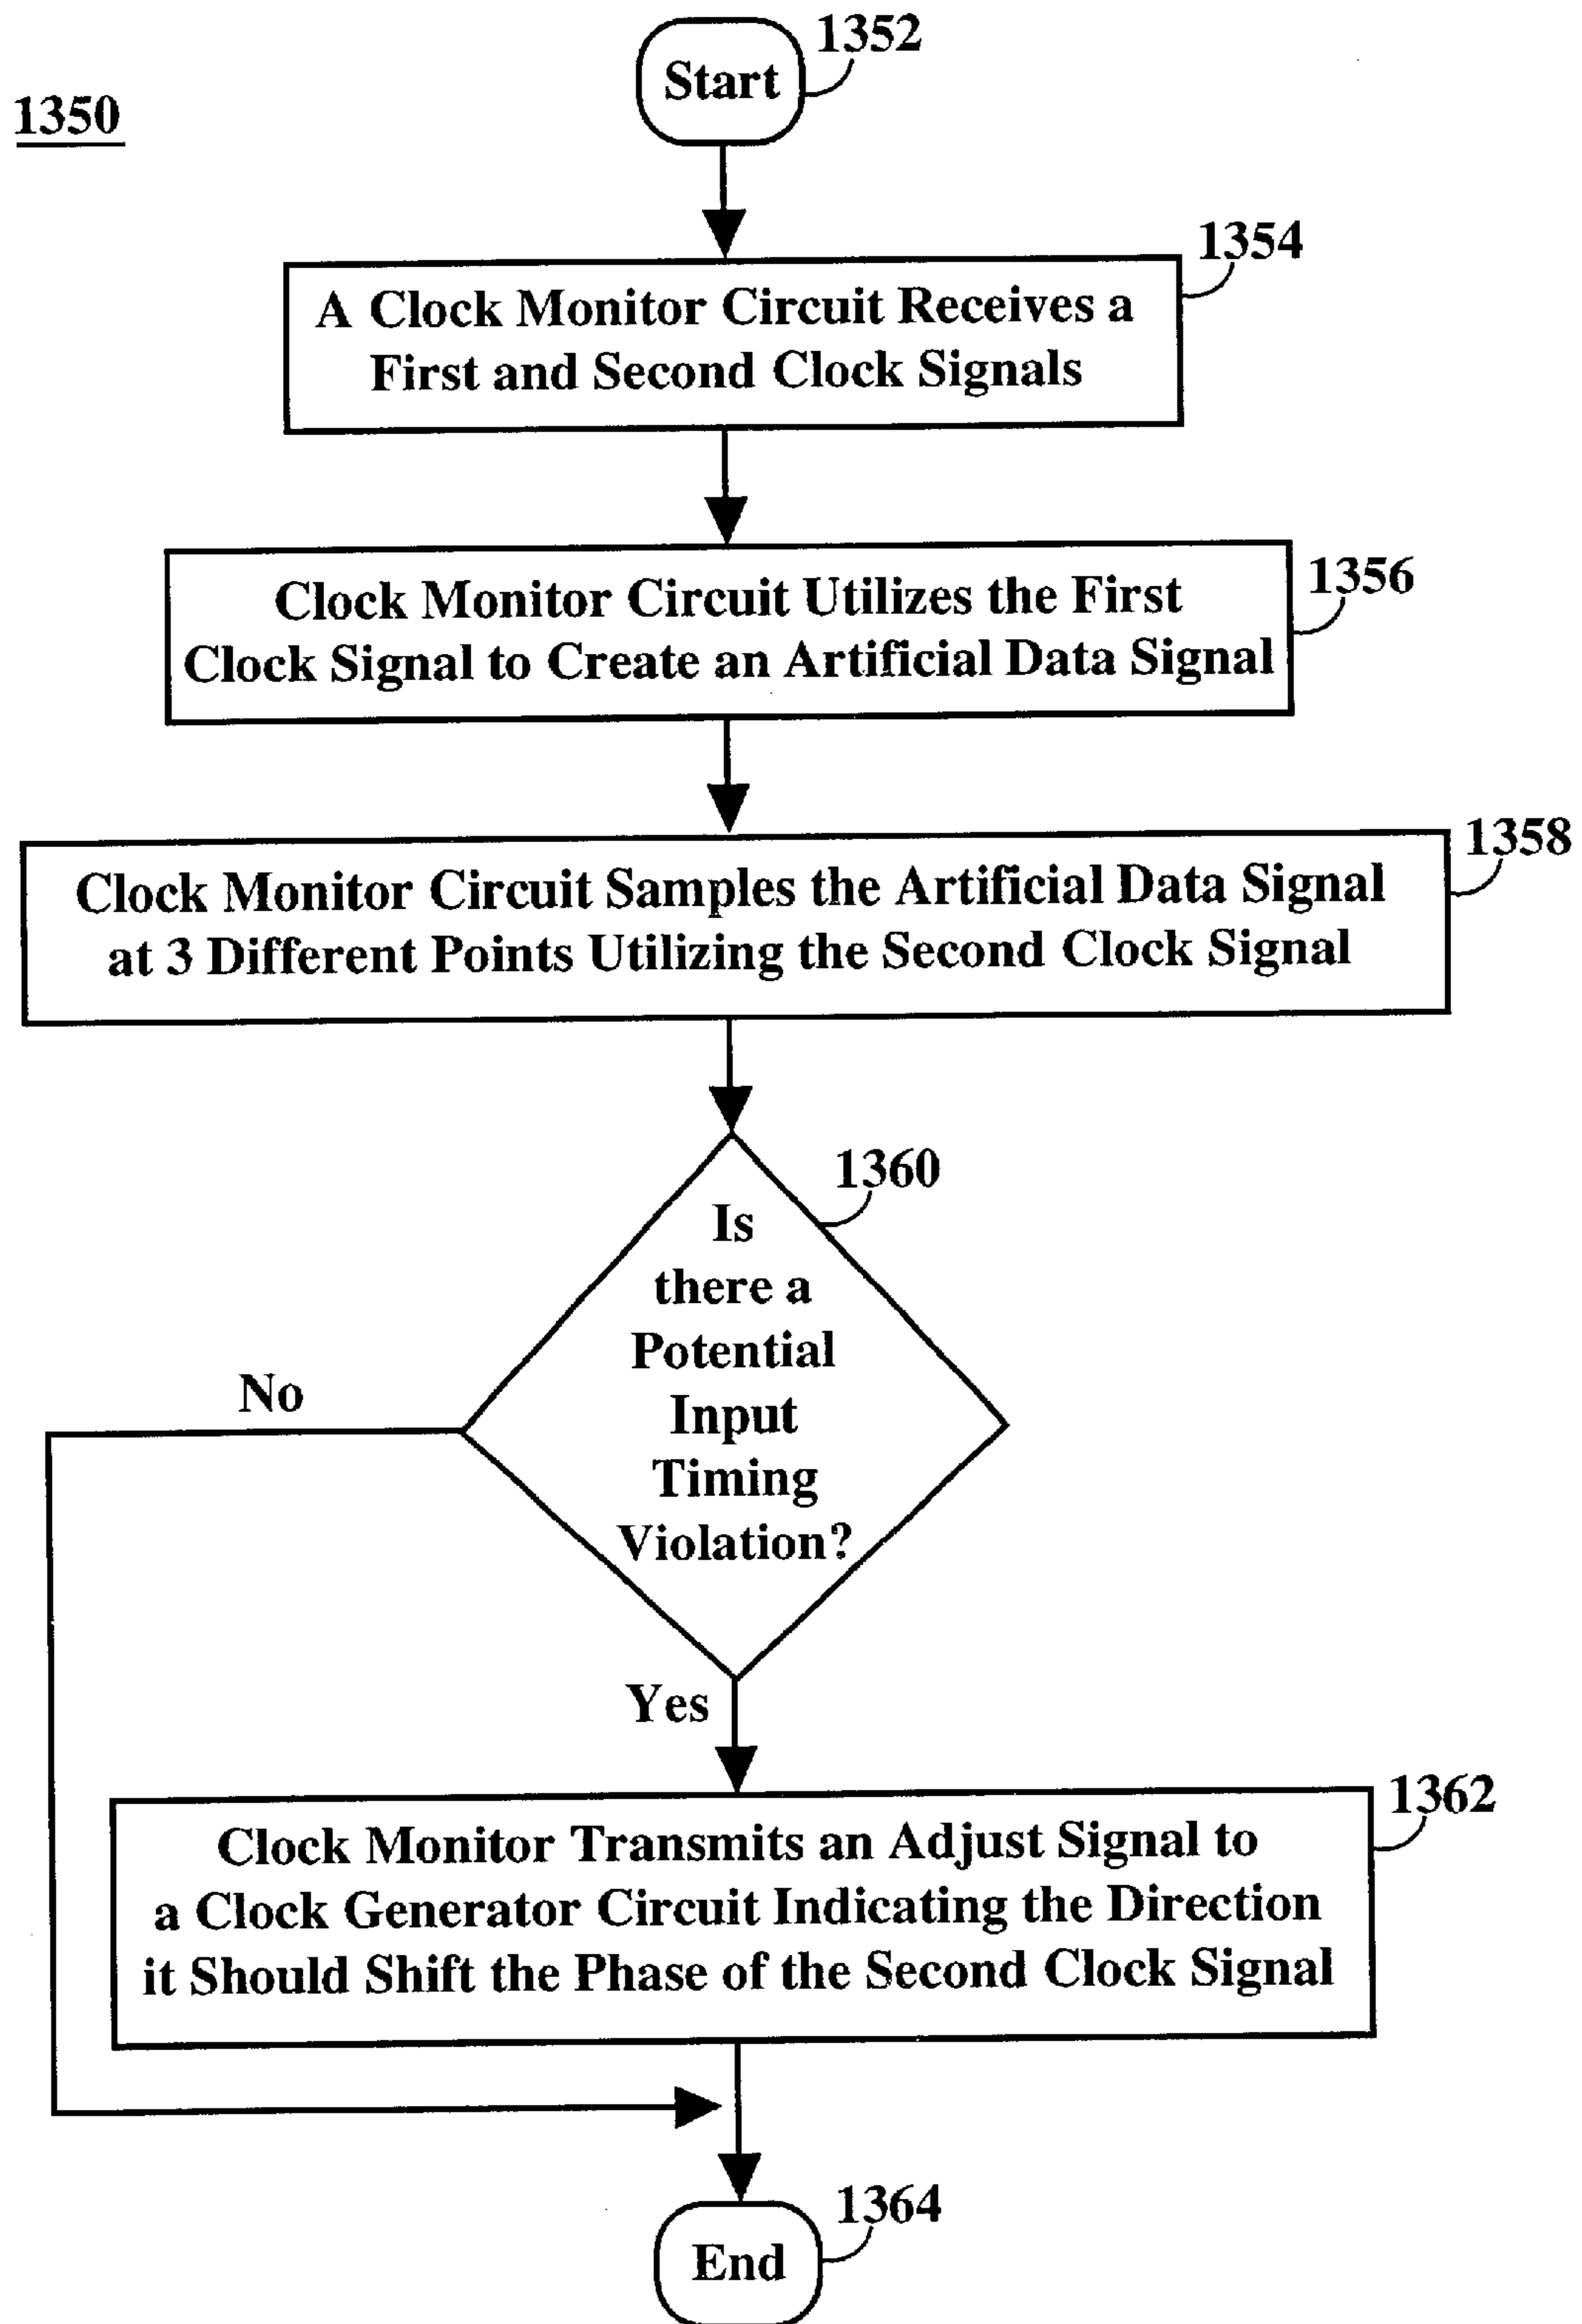 1352
Start
1350
1354
A Clock Monitor Circuit Receives a
First and Second Clock Signals
1356
Clock Monitor Circuit Utilizes the First
Clock Signal to Create an Artificial Data Signal
1358
Clock Monitor Circuit Samples the Artificial Data Signal
at 3 Different Points Utilizing the Second Clock Signal
1360
Is
there a
Potential
Input
Timing
Violation?
No
Yes
1362
Clock Monitor Transmits an Adjust Signal to
a Clock Generator Circuit Indicating the Direction
it Should Shift the Phase of the Second Clock Signal
1364
End